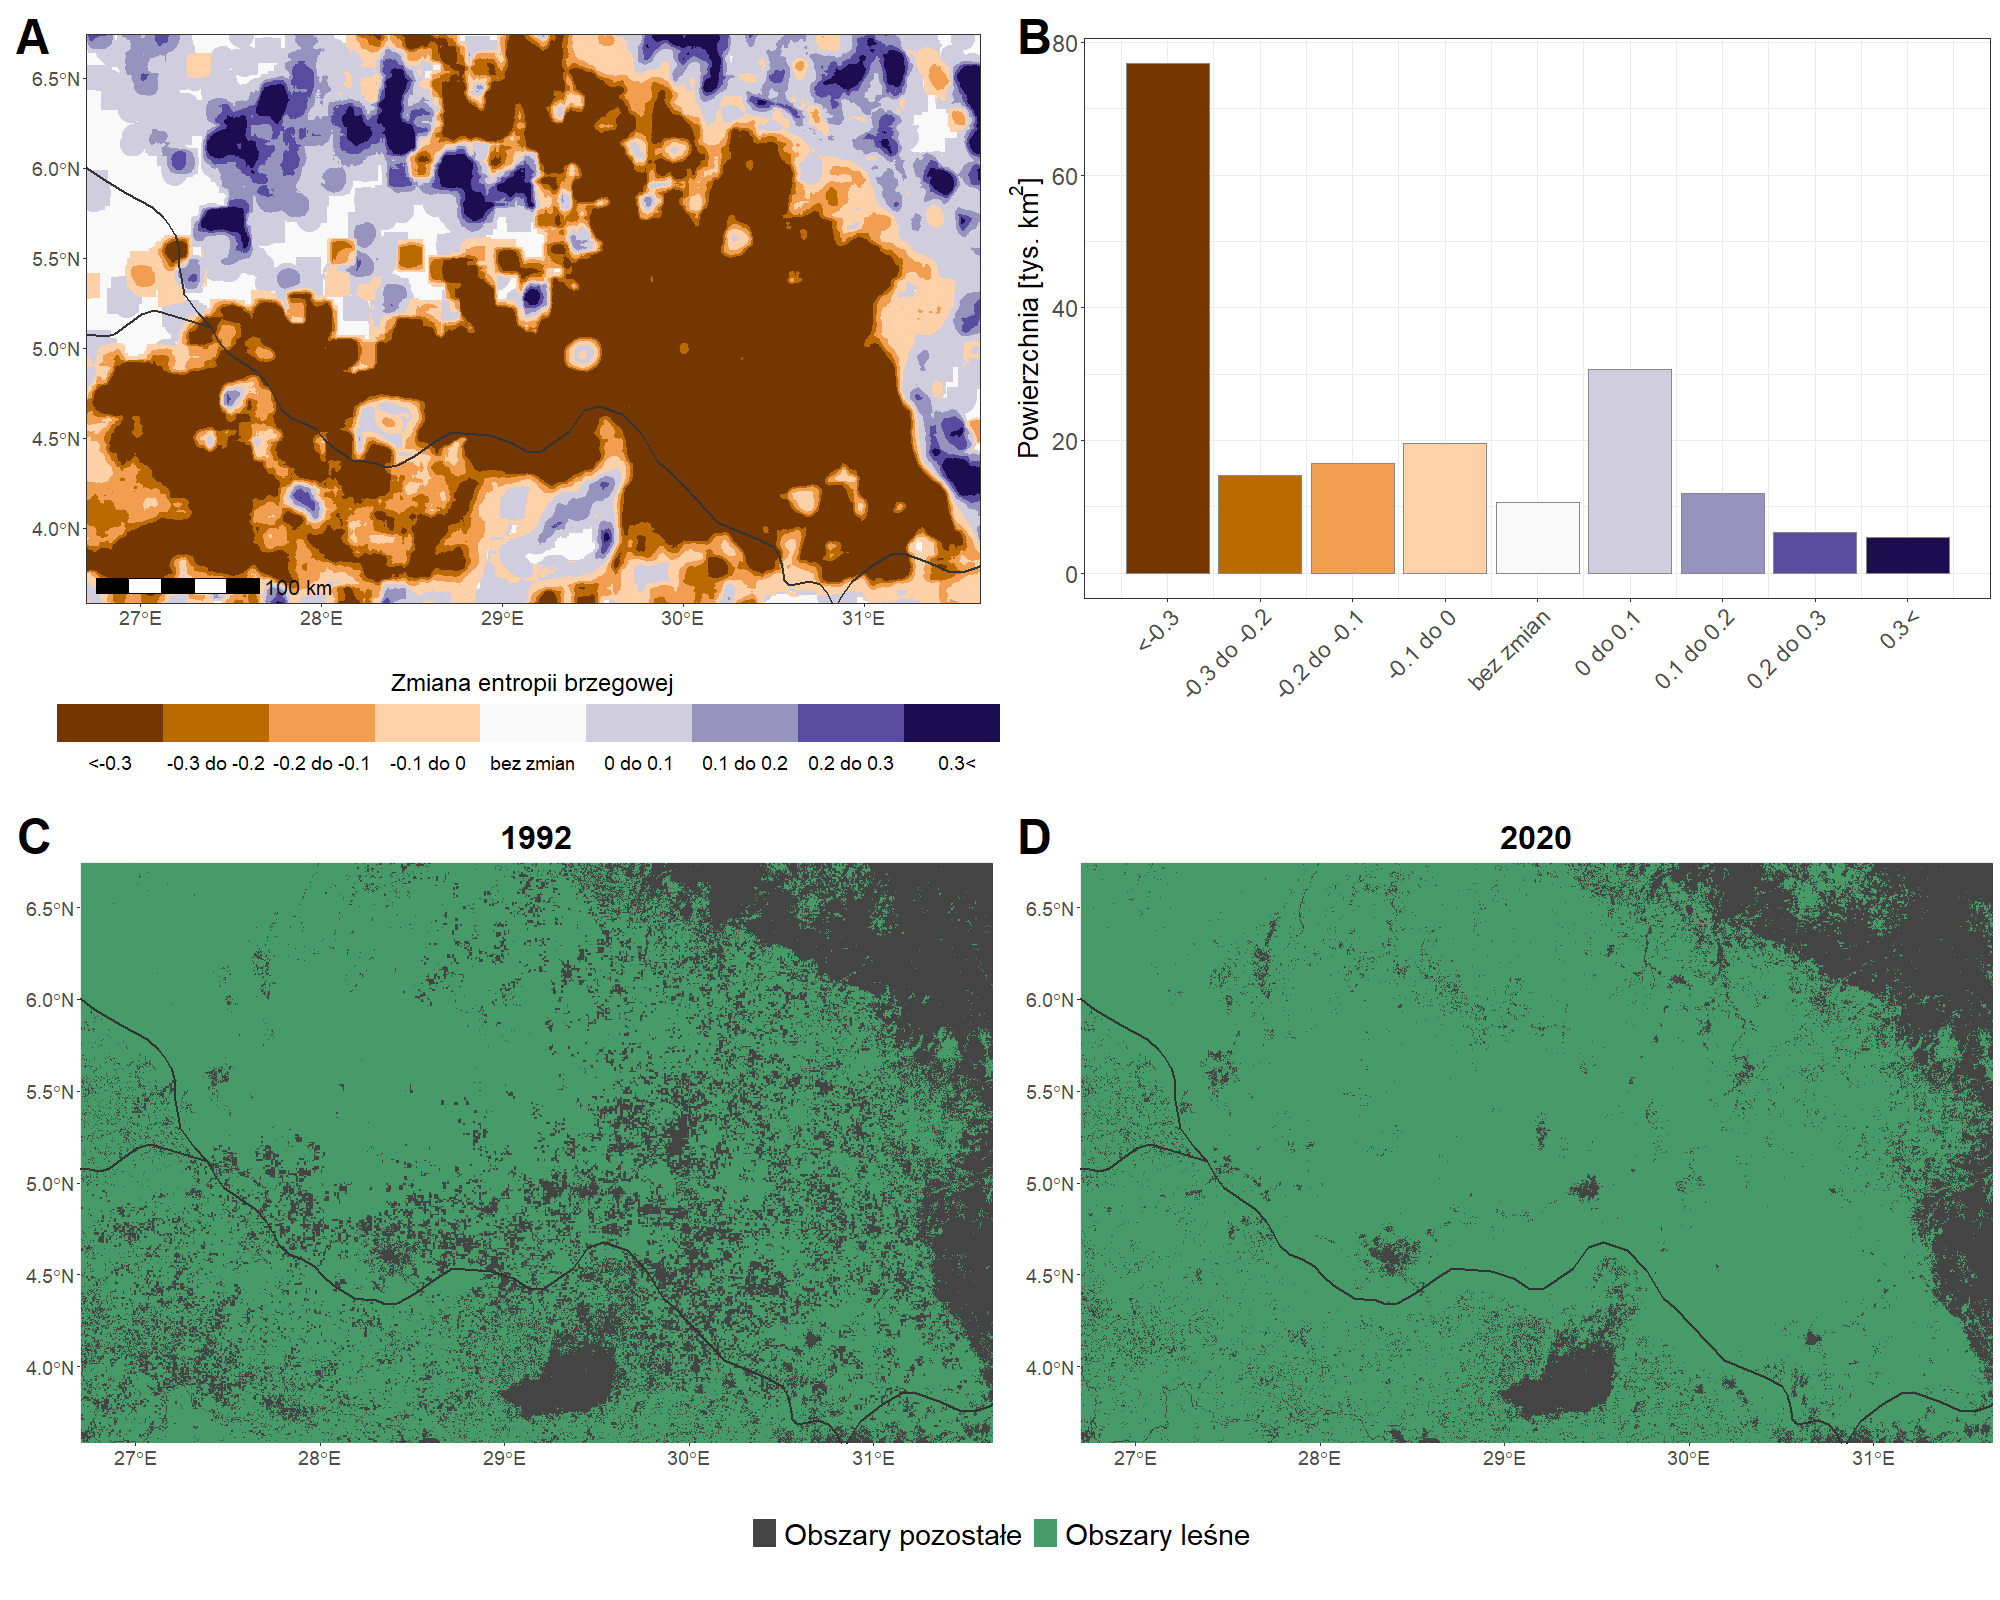 A
6.5°N
6.0°N
5.5°N
5.0°N
4.5°N
4.0°N
100 km
27°E 28°E 29°E 30°E 31°E
Zmiana entropii brzegowej
<-0.3 -0.3 do -0.2 -0.2 do -0.1 -0.1 do 0 bez zmian 0 do 0.1 0.1 do 0.2 0.2 do 0.3 0.3<
B
Powierzchnia [tys. km²]
80
60
40
20
0
<-0.3 -0.3 do -0.2 -0.2 do -0.1 -0.1 do 0 bez zmian 0 do 0.1 0.1 do 0.2 0.2 do 0.3 0.3<
C
1992
6.5°N
6.0°N
5.5°N
5.0°N
4.5°N
4.0°N
27°E 28°E 29°E 30°E 31°E
D
2020
6.5°N
6.0°N
5.5°N
5.0°N
4.5°N
4.0°N
27°E 28°E 29°E 30°E 31°E
Obszary pozostałe Obszary leśne